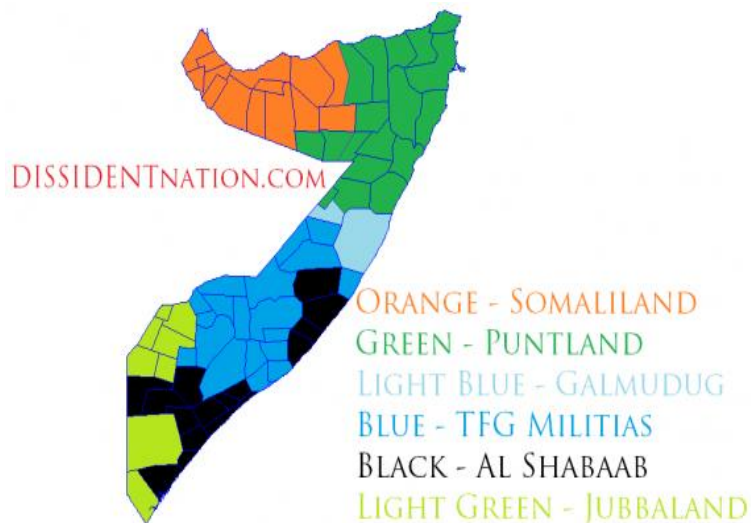 DISSIDENTNATION.COM
ORANGE - SOMALILAND
GREEN - PUNTLAND
LIGHT BLUE - GALMUDUG
BLUE - TFG MILITIAS
BLACK - AL SHABAAB
LIGHT GREEN - JUBBALAND